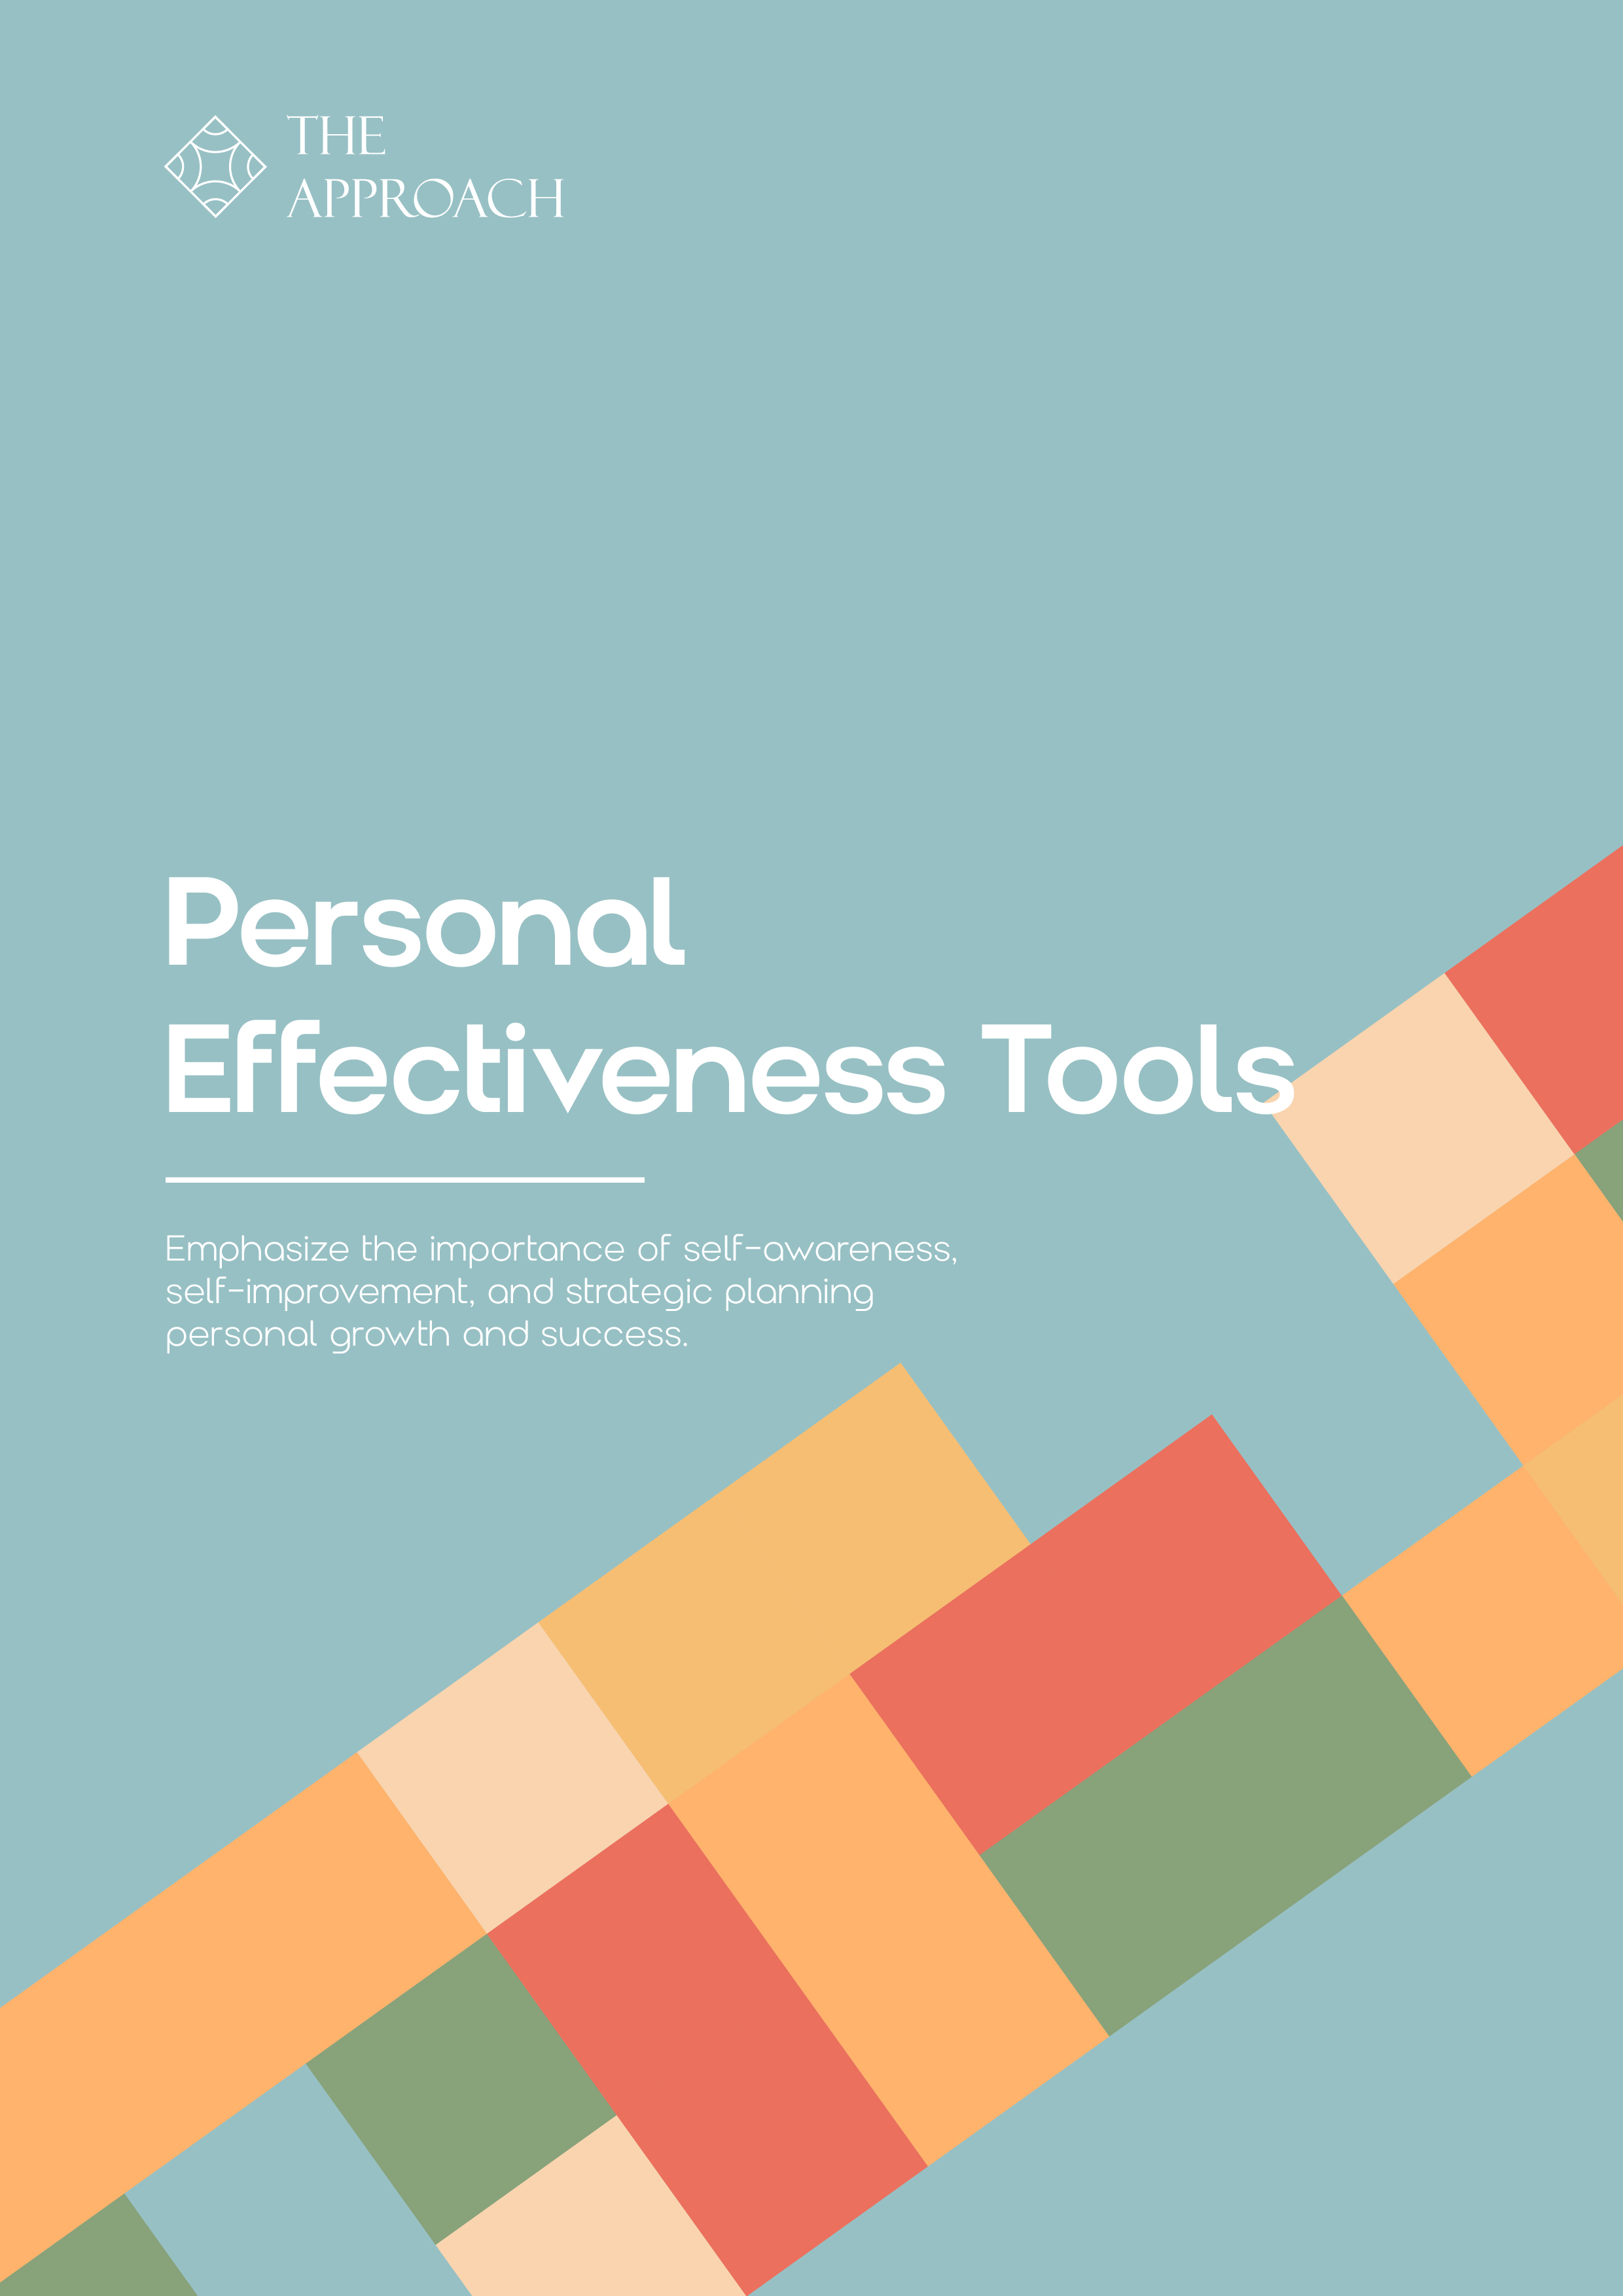 THE
APPROACH
Personal
Effectiveness Tools
Emphasize the importance of self-awareness,
self-improvement, and strategic planning
personal growth and success.